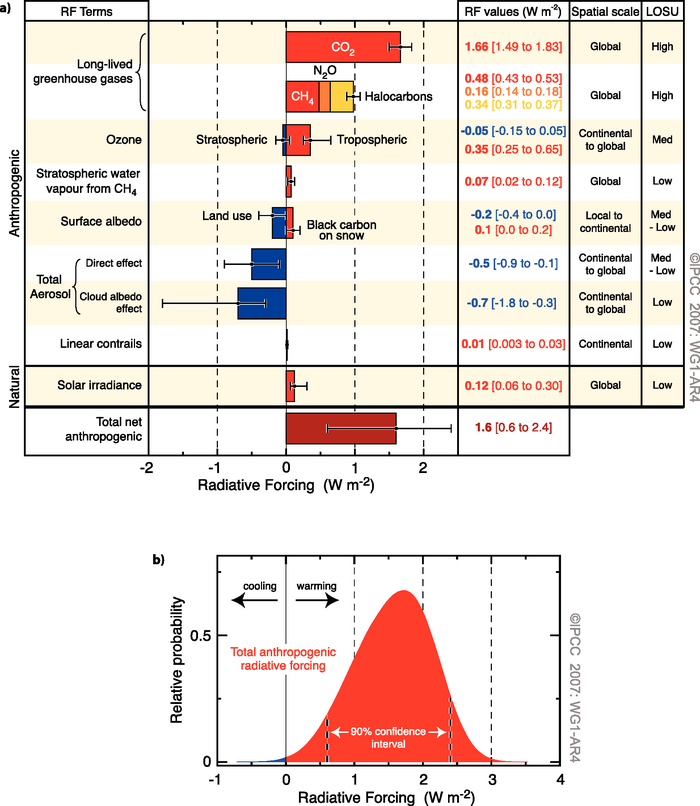 a)
RF Terms
RF values (W m-2)
Spatial scale
LOSU
Anthropogenic
Long-lived
greenhouse gases
CO2
1.66 [1.49 to 1.83]
Global
High
N2O
CH4
Halocarbons
0.48 [0.43 to 0.53]
0.16 [0.14 to 0.18]
0.34 [0.31 to 0.37]
Global
High
Ozone
Stratospheric
Tropospheric
-0.05 [-0.15 to 0.05]
0.35 [0.25 to 0.65]
Continental
to global
Med
Stratospheric water
vapour from CH4
0.07 [0.02 to 0.12]
Global
Low
Surface albedo
Land use
Black carbon
on snow
-0.2 [-0.4 to 0.0]
0.1 [0.0 to 0.2]
Local to
continental
Med
- Low
Total
Aerosol
Direct effect
-0.5 [-0.9 to -0.1]
Continental
to global
Med
- Low
Cloud albedo
effect
-0.7 [-1.8 to -0.3]
Continental
to global
Low
Linear contrails
0.01 [0.003 to 0.03]
Continental
Low
Natural
Solar irradiance
0.12 [0.06 to 0.30]
Global
Low
Total net
anthropogenic
1.6 [0.6 to 2.4]
-2 -1 0 1 2
Radiative Forcing (W m-2)
©IPCC 2007: WG1-AR4
b)
cooling
warming
Relative probability
0.5
0
Total anthropogenic
radiative forcing
90% confidence
interval
-1 0 1 2 3 4
Radiative Forcing (W m-2)
©IPCC 2007: WG1-AR4